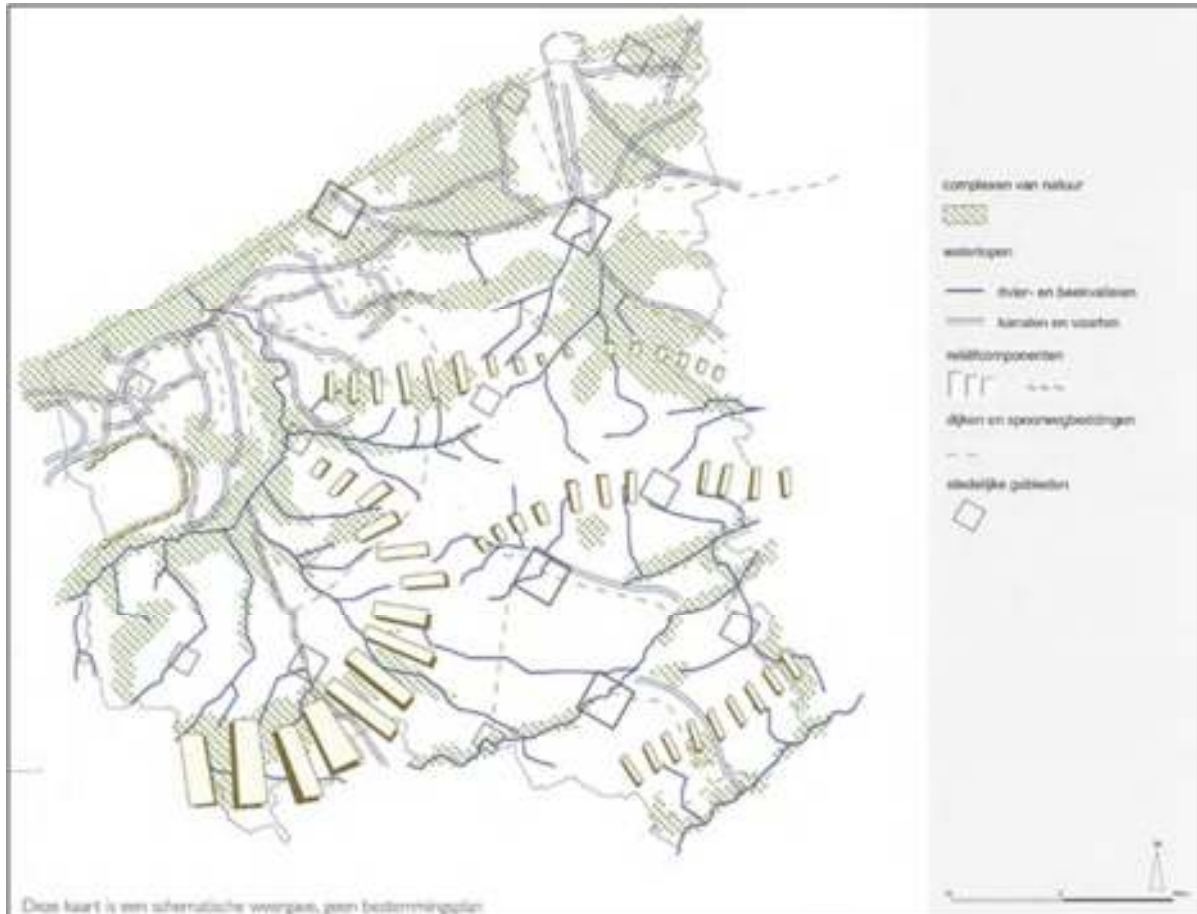 complexen van natuur
waterlopen
rivier- en beekvalleien
kanalen en vaarten
reliëfcomponenten
dijken en spoorwegbeddingen
stedelijke gebieden
Deze kaart is een schematische weergave, geen bestemmingsplan